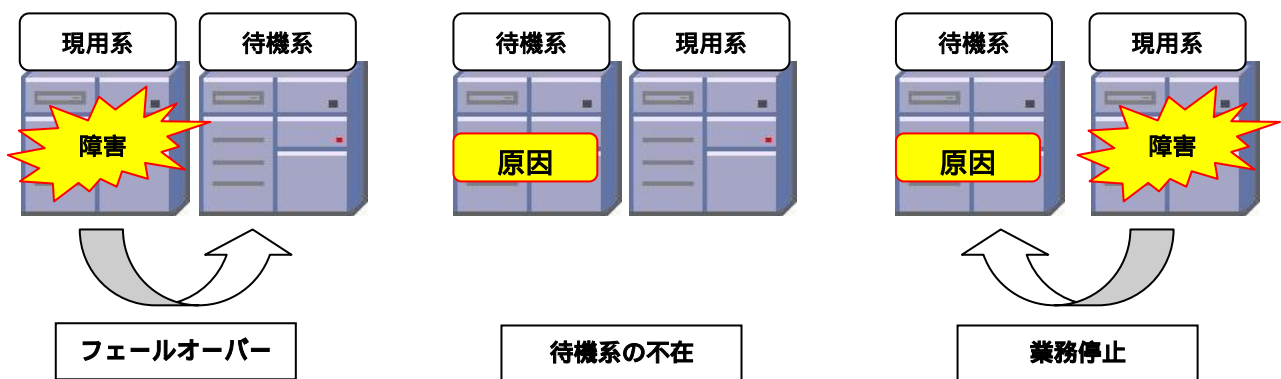 現用系
待機系
障害
フェールオーバー
待機系
現用系
原因
待機系の不在
待機系
現用系
原因
障害
業務停止